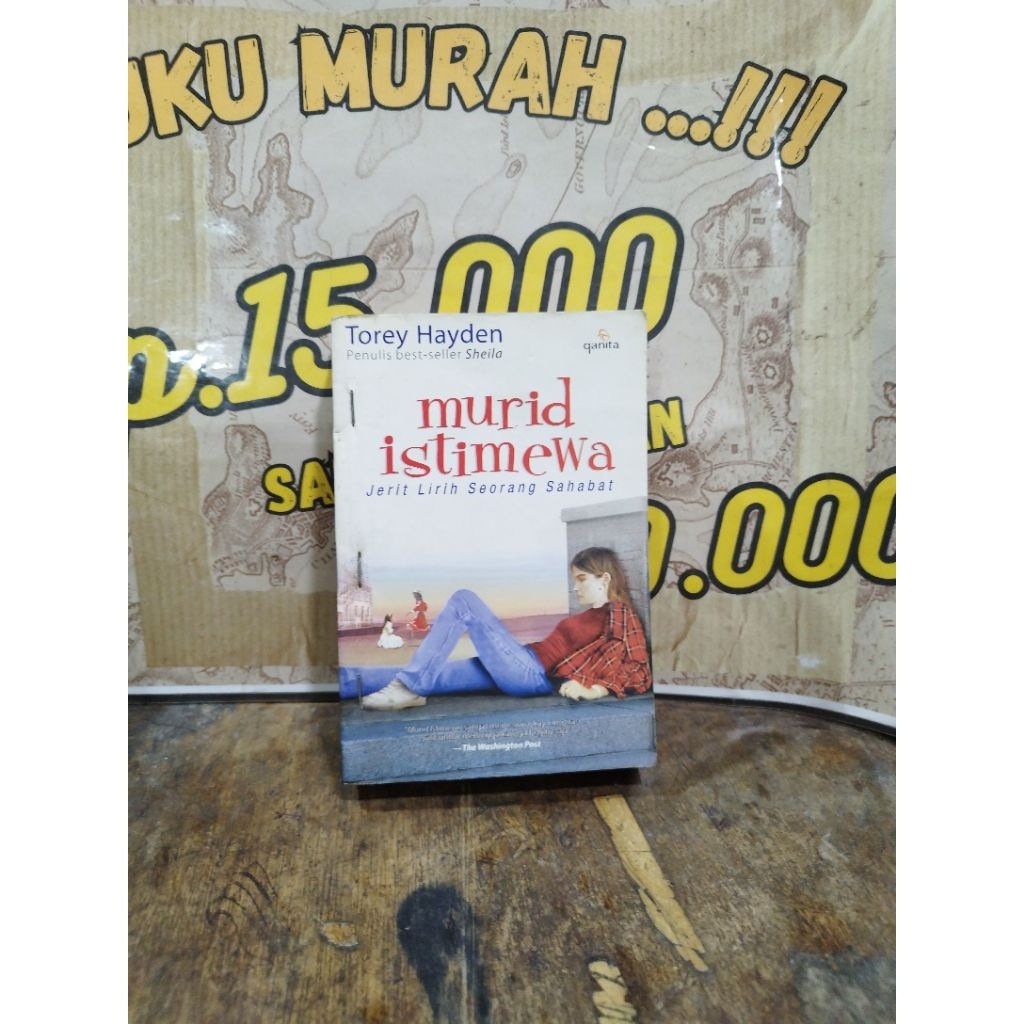 UKU MURAH ...!!!
p.15.000
SA AN
0.000
Torey Hayden
Penulis best-seller Sheila
qanita
murid
istimewa
Jerit Lirih Seorang Sahabat
—The Washington Post